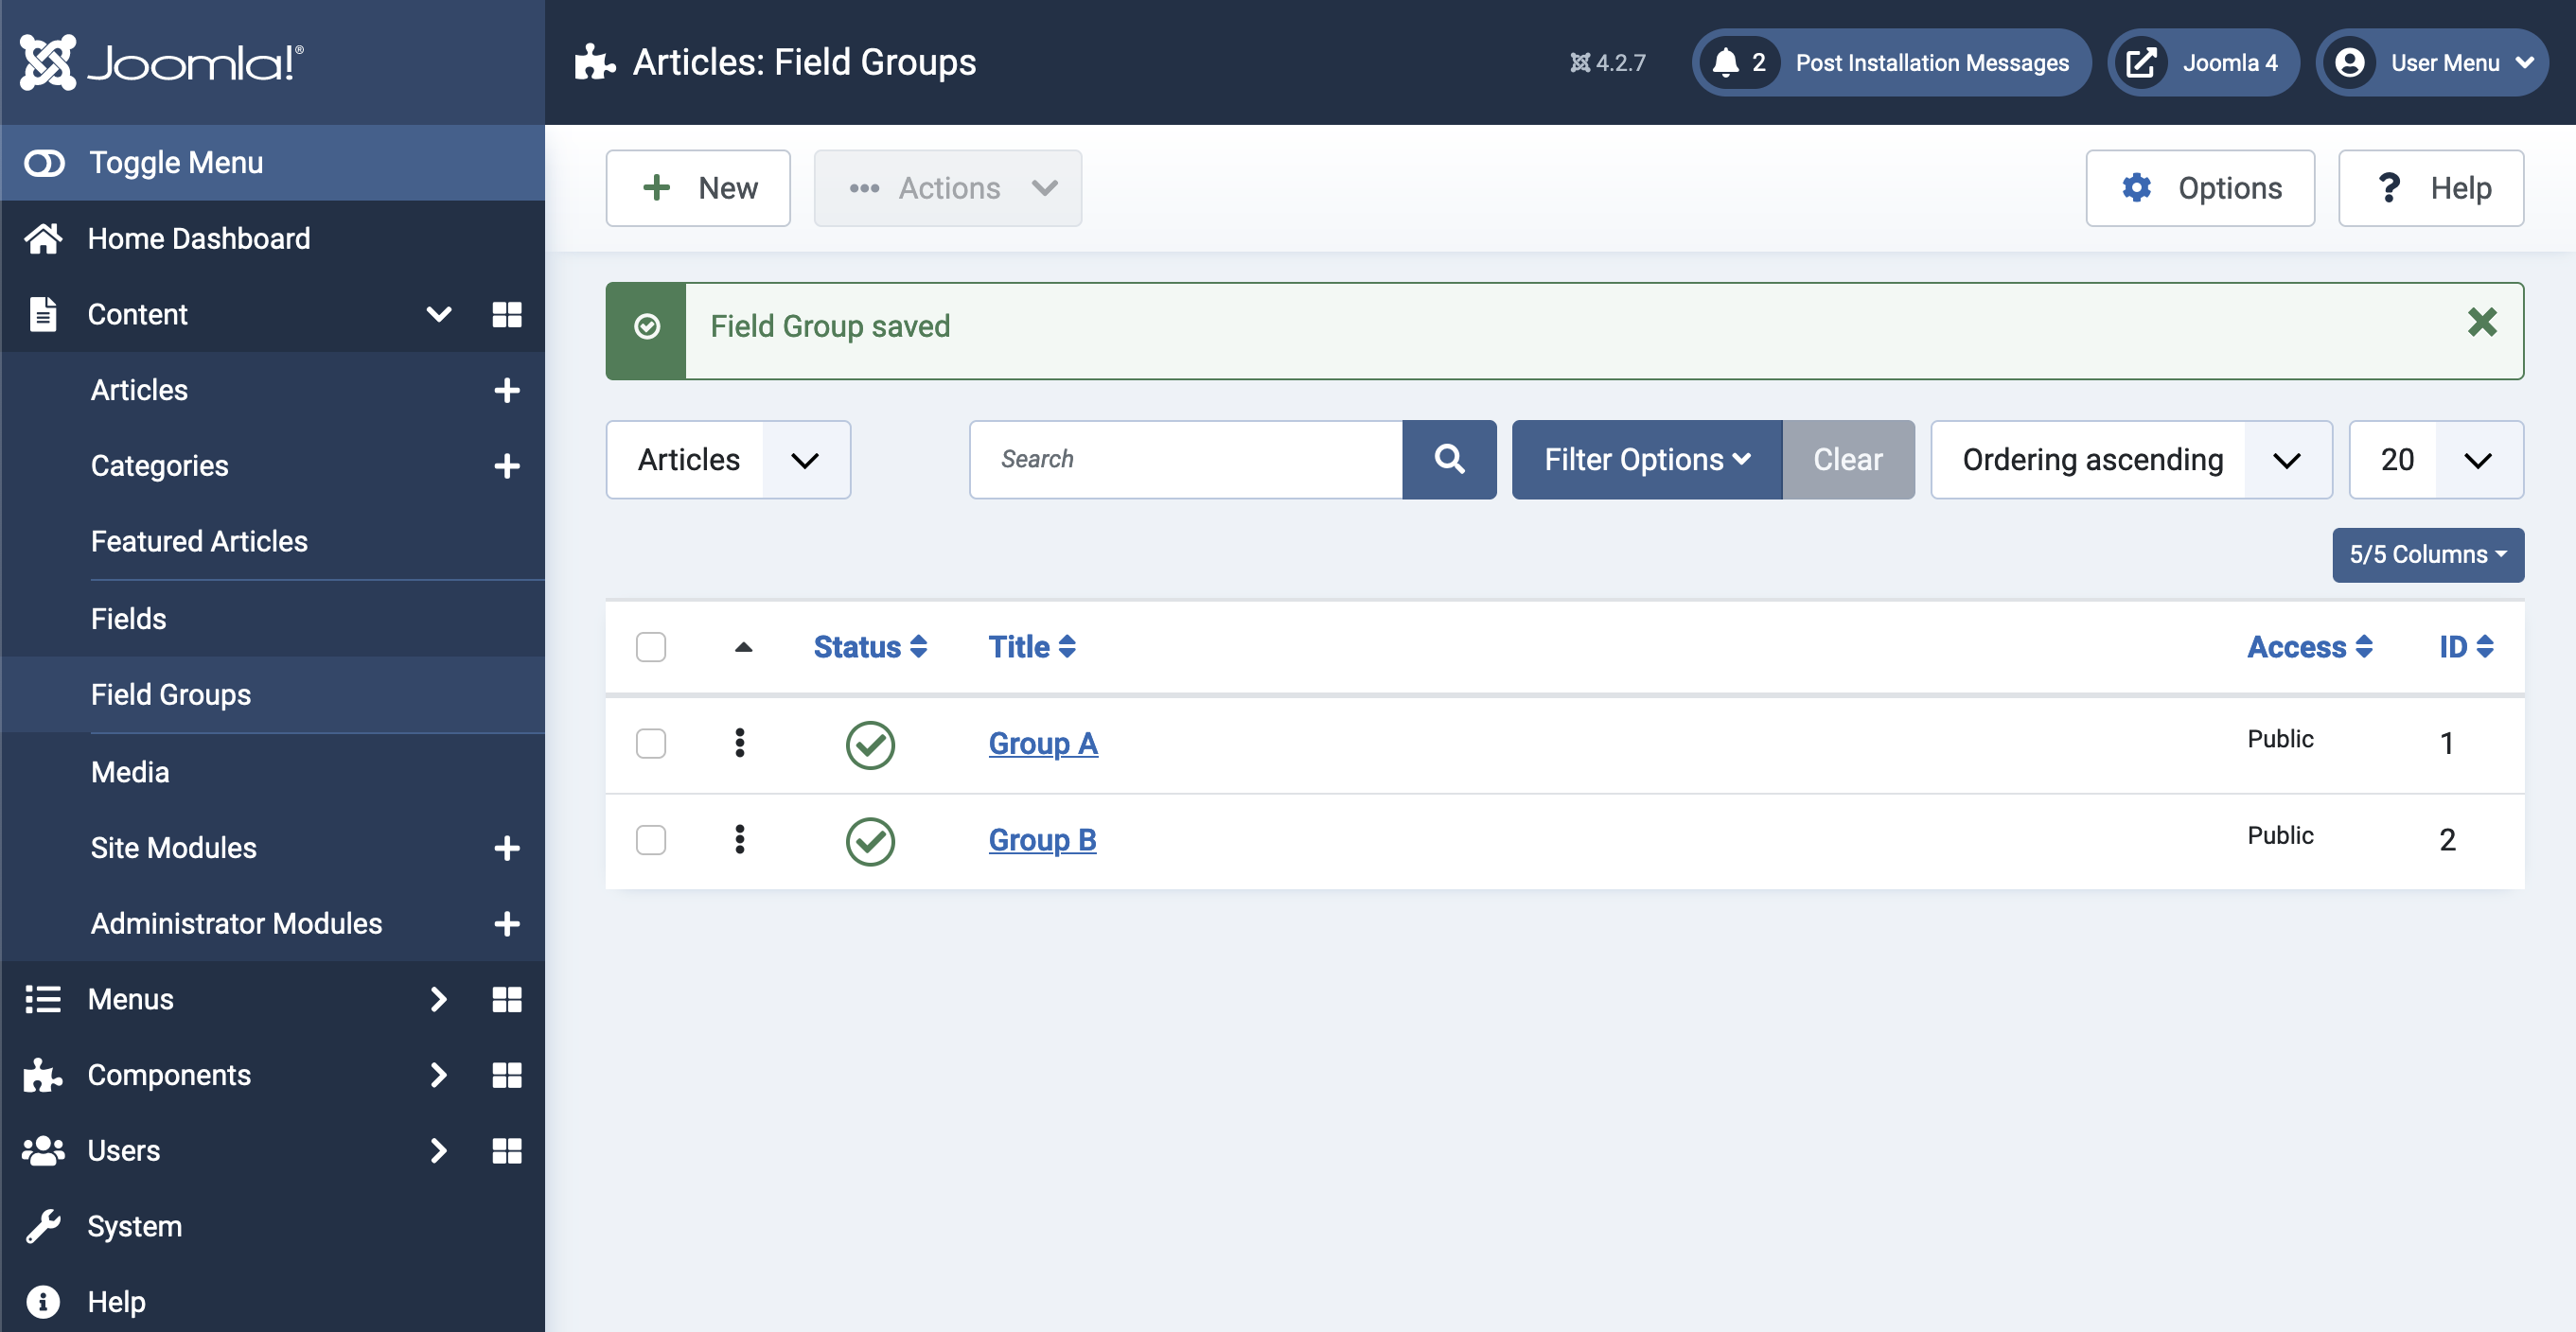 Joomla!®
Articles: Field Groups
4.2.7
2 Post Installation Messages
Joomla 4
User Menu
Toggle Menu
Home Dashboard
Content
Articles
Categories
Featured Articles
Fields
Field Groups
Media
Site Modules
Administrator Modules
Menus
Components
Users
System
Help
New
Actions
Options
Help
Field Group saved
Articles
Search
Filter Options
Clear
Ordering ascending
20
5/5 Columns
Status Title Access ID
Group A Public 1
Group B Public 2